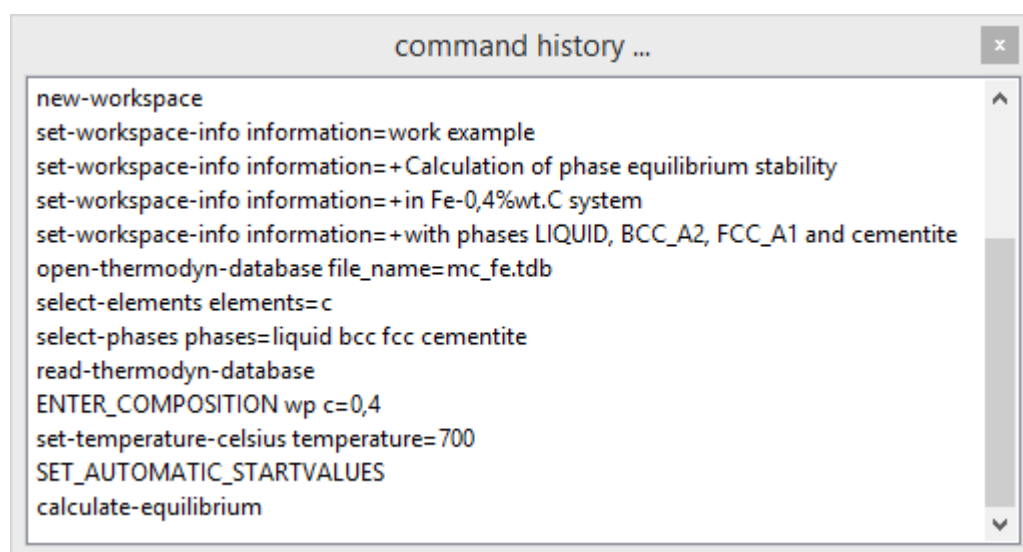 command history ...
x
new-workspace
set-workspace-info information=work example
set-workspace-info information=+Calculation of phase equilibrium stability
set-workspace-info information=+in Fe-0,4%wt.C system
set-workspace-info information=+with phases LIQUID, BCC_A2, FCC_A1 and cementite
open-thermodyn-database file_name=mc_fe.tdb
select-elements elements=c
select-phases phases=liquid bcc fcc cementite
read-thermodyn-database
ENTER_COMPOSITION wp c=0,4
set-temperature-celsius temperature=700
SET_AUTOMATIC_STARTVALUES
calculate-equilibrium